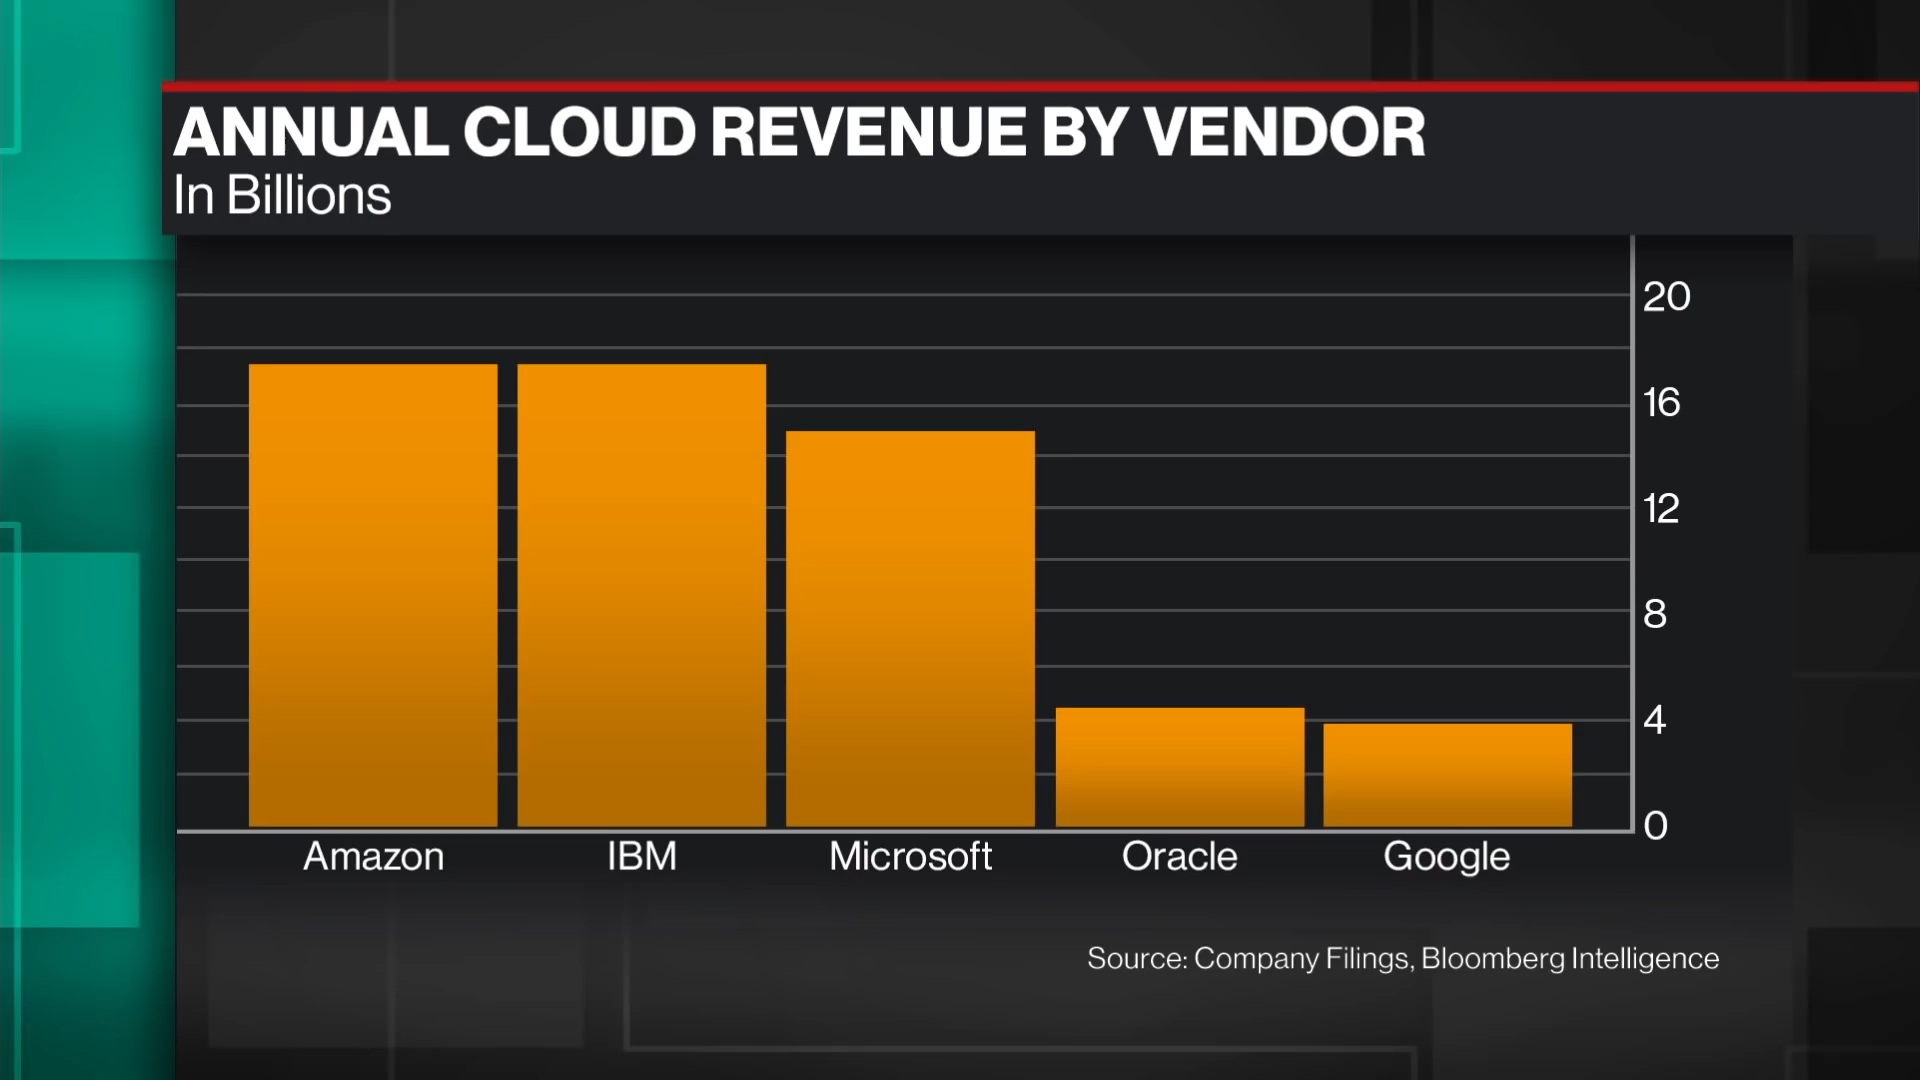 ANNUAL CLOUD REVENUE BY VENDOR
In Billions
20
16
12
8
4
0
Amazon IBM Microsoft Oracle Google
Source: Company Filings, Bloomberg Intelligence